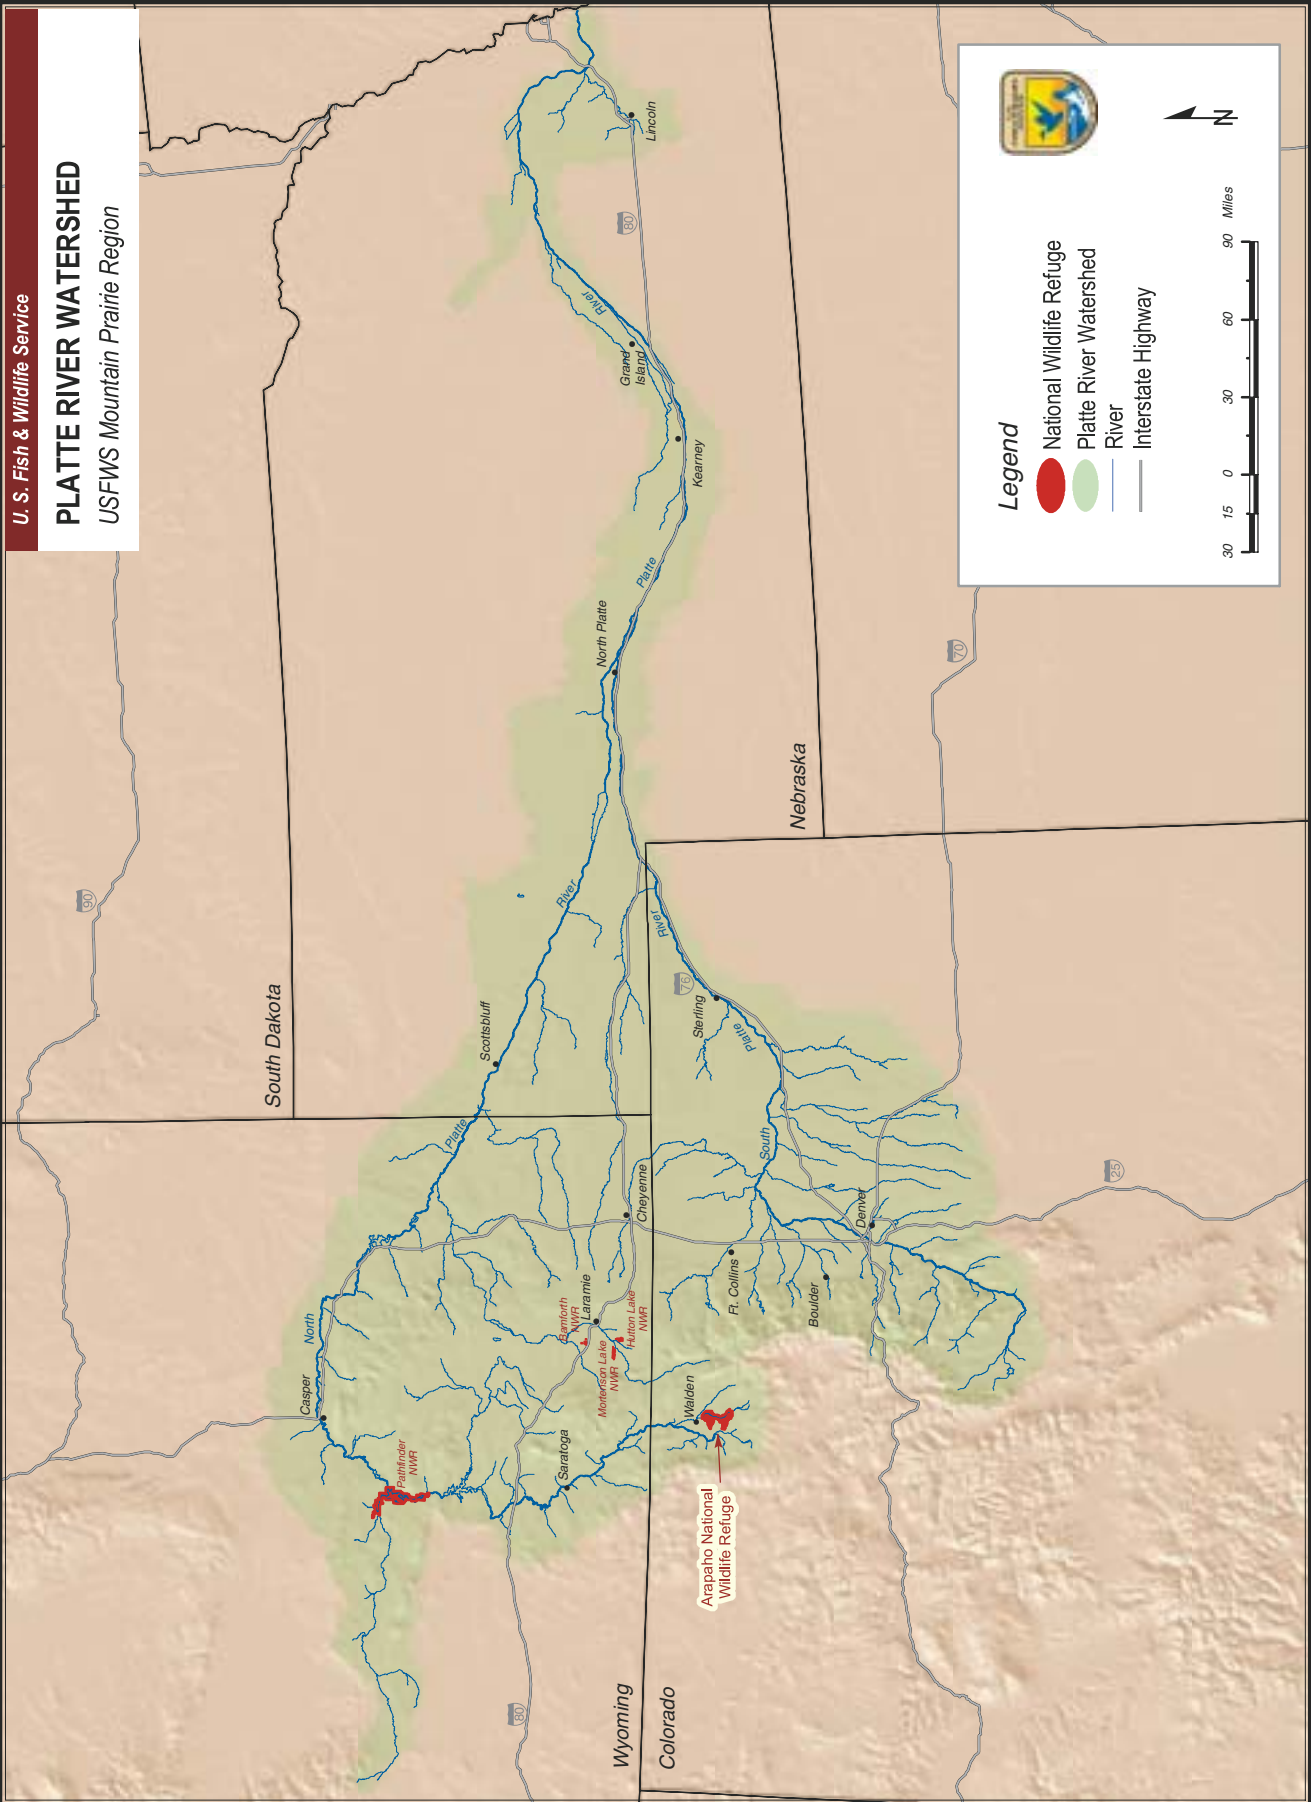 U. S. Fish & Wildlife Service
PLATTE RIVER WATERSHED
USFWS Mountain Prairie Region
90
South Dakota
Casper
North
Pathfinder
NWR
Platte
Scottsbluff
River
North Platte
Platte
Kearney
Grand
Island
River
80
Lincoln
80
Saratoga
Bamforth
NWR
Laramie
Mortenson Lake
NWR
Hutton Lake
NWR
Cheyenne
Wyoming
Colorado
Nebraska
Walden
Arapaho National
Wildlife Refuge
Ft. Collins
Boulder
Denver
South
Platte
Sterling
76
River
25
70
Legend
National Wildlife Refuge
Platte River Watershed
River
Interstate Highway
30 15 0 30 60 90 Miles
N